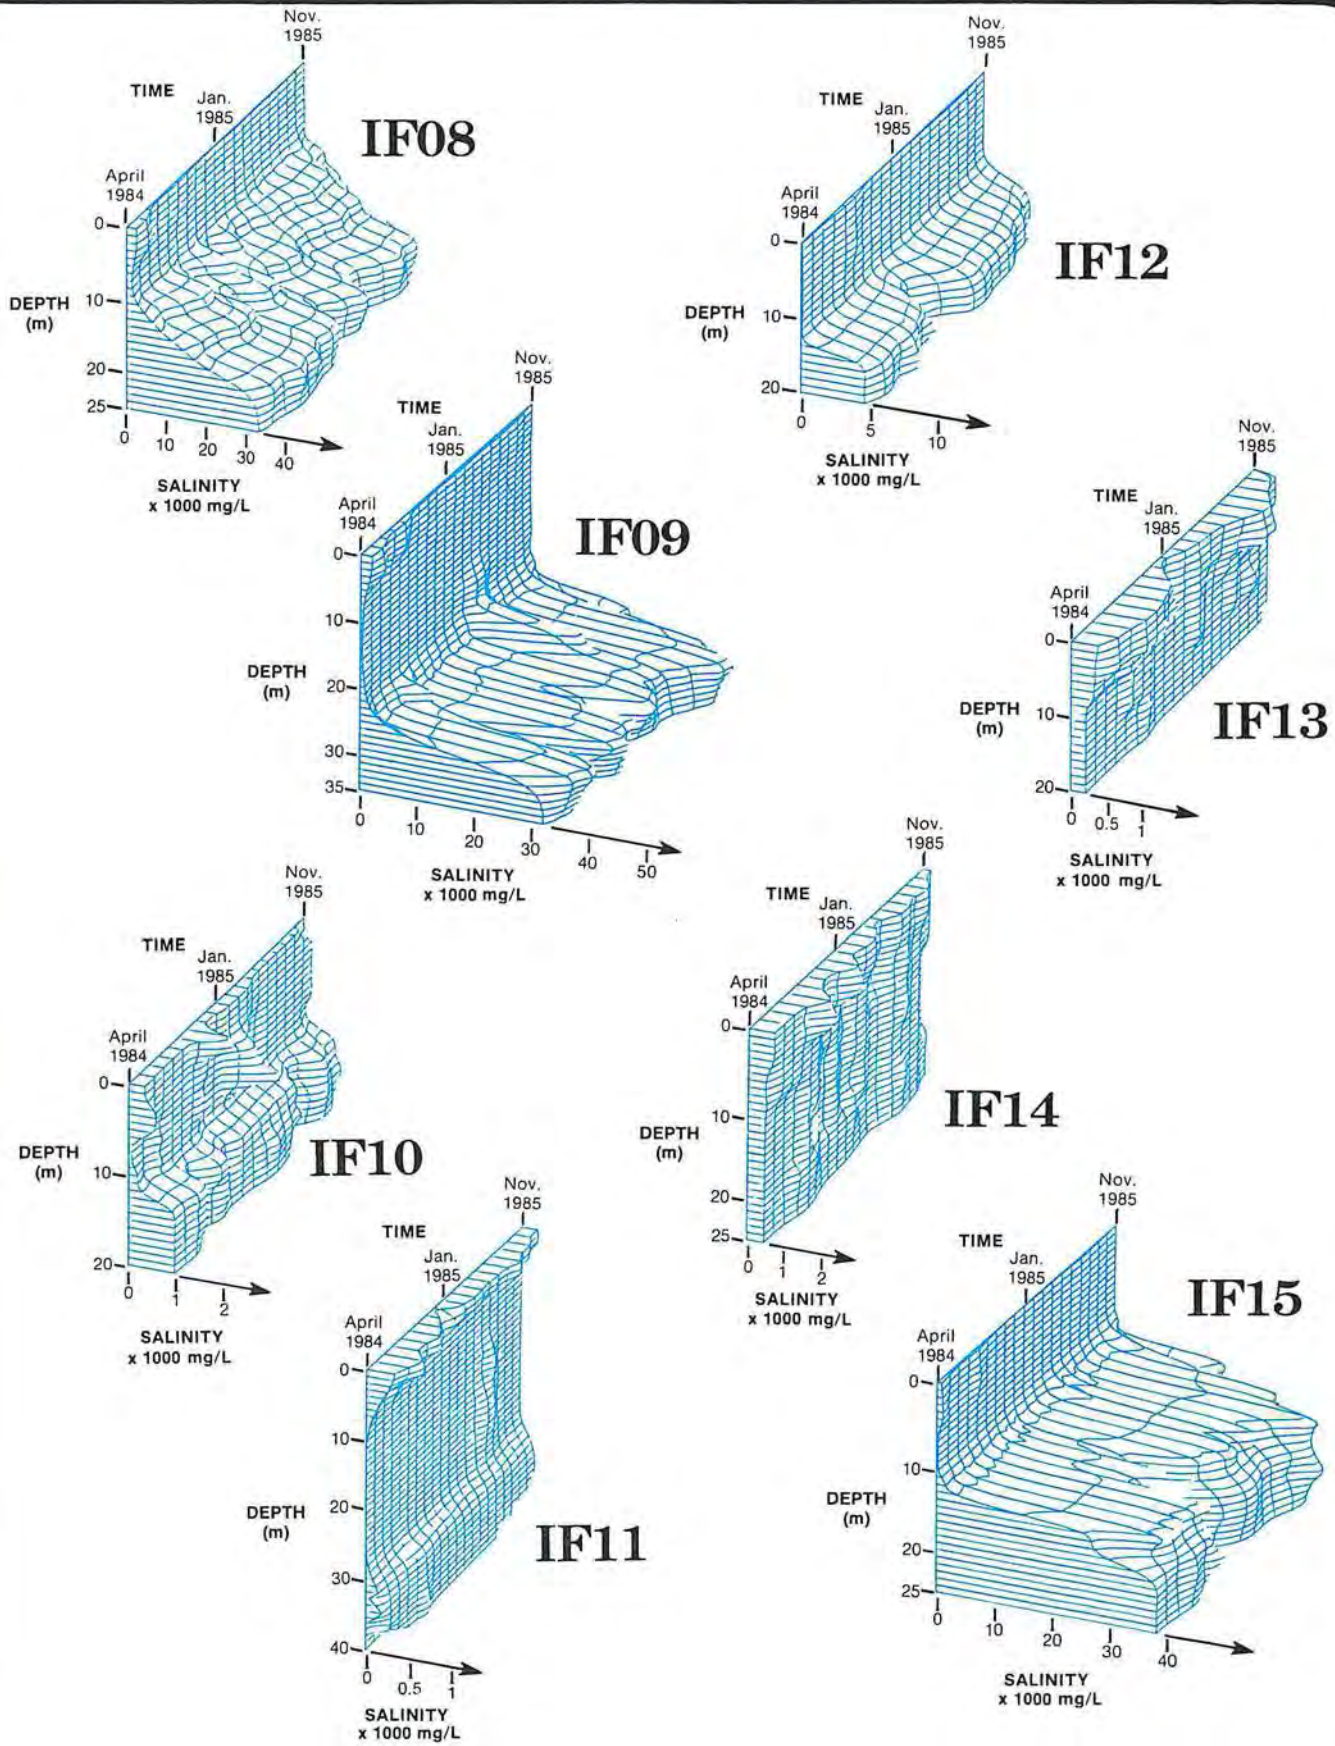 Nov.
1985
TIME
Jan.
1985
IF08
April
1984
0
DEPTH
(m)
10
20
25
0 10 20 30 40
SALINITY
x 1000 mg/L
Nov.
1985
TIME
Jan.
1985
April
1984
0
IF12
DEPTH
(m)
10
20
0 5 10
SALINITY
x 1000 mg/L
Nov.
1985
TIME
Jan.
1985
April
1984
IF09
0
10
DEPTH
(m)
20
30
35
0 10 20 30 40 50
SALINITY
x 1000 mg/L
Nov.
1985
TIME
Jan.
1985
April
1984
0
DEPTH
(m)
10
IF13
20
0 0.5 1
SALINITY
x 1000 mg/L
Nov.
1985
TIME
Jan.
1985
April
1984
0
DEPTH
(m)
10
IF10
20
0 1 2
SALINITY
x 1000 mg/L
Nov.
1985
TIME
Jan.
1985
April
1984
0
10
IF14
DEPTH
(m)
20
25
0 1 2
SALINITY
x 1000 mg/L
Nov.
1985
TIME
Jan.
1985
April
1984
0
10
20
DEPTH
(m)
IF11
30
40
0 0.5 1
SALINITY
x 1000 mg/L
Nov.
1985
TIME
Jan.
1985
IF15
April
1984
0
10
DEPTH
(m)
20
25
0 10 20 30 40
SALINITY
x 1000 mg/L